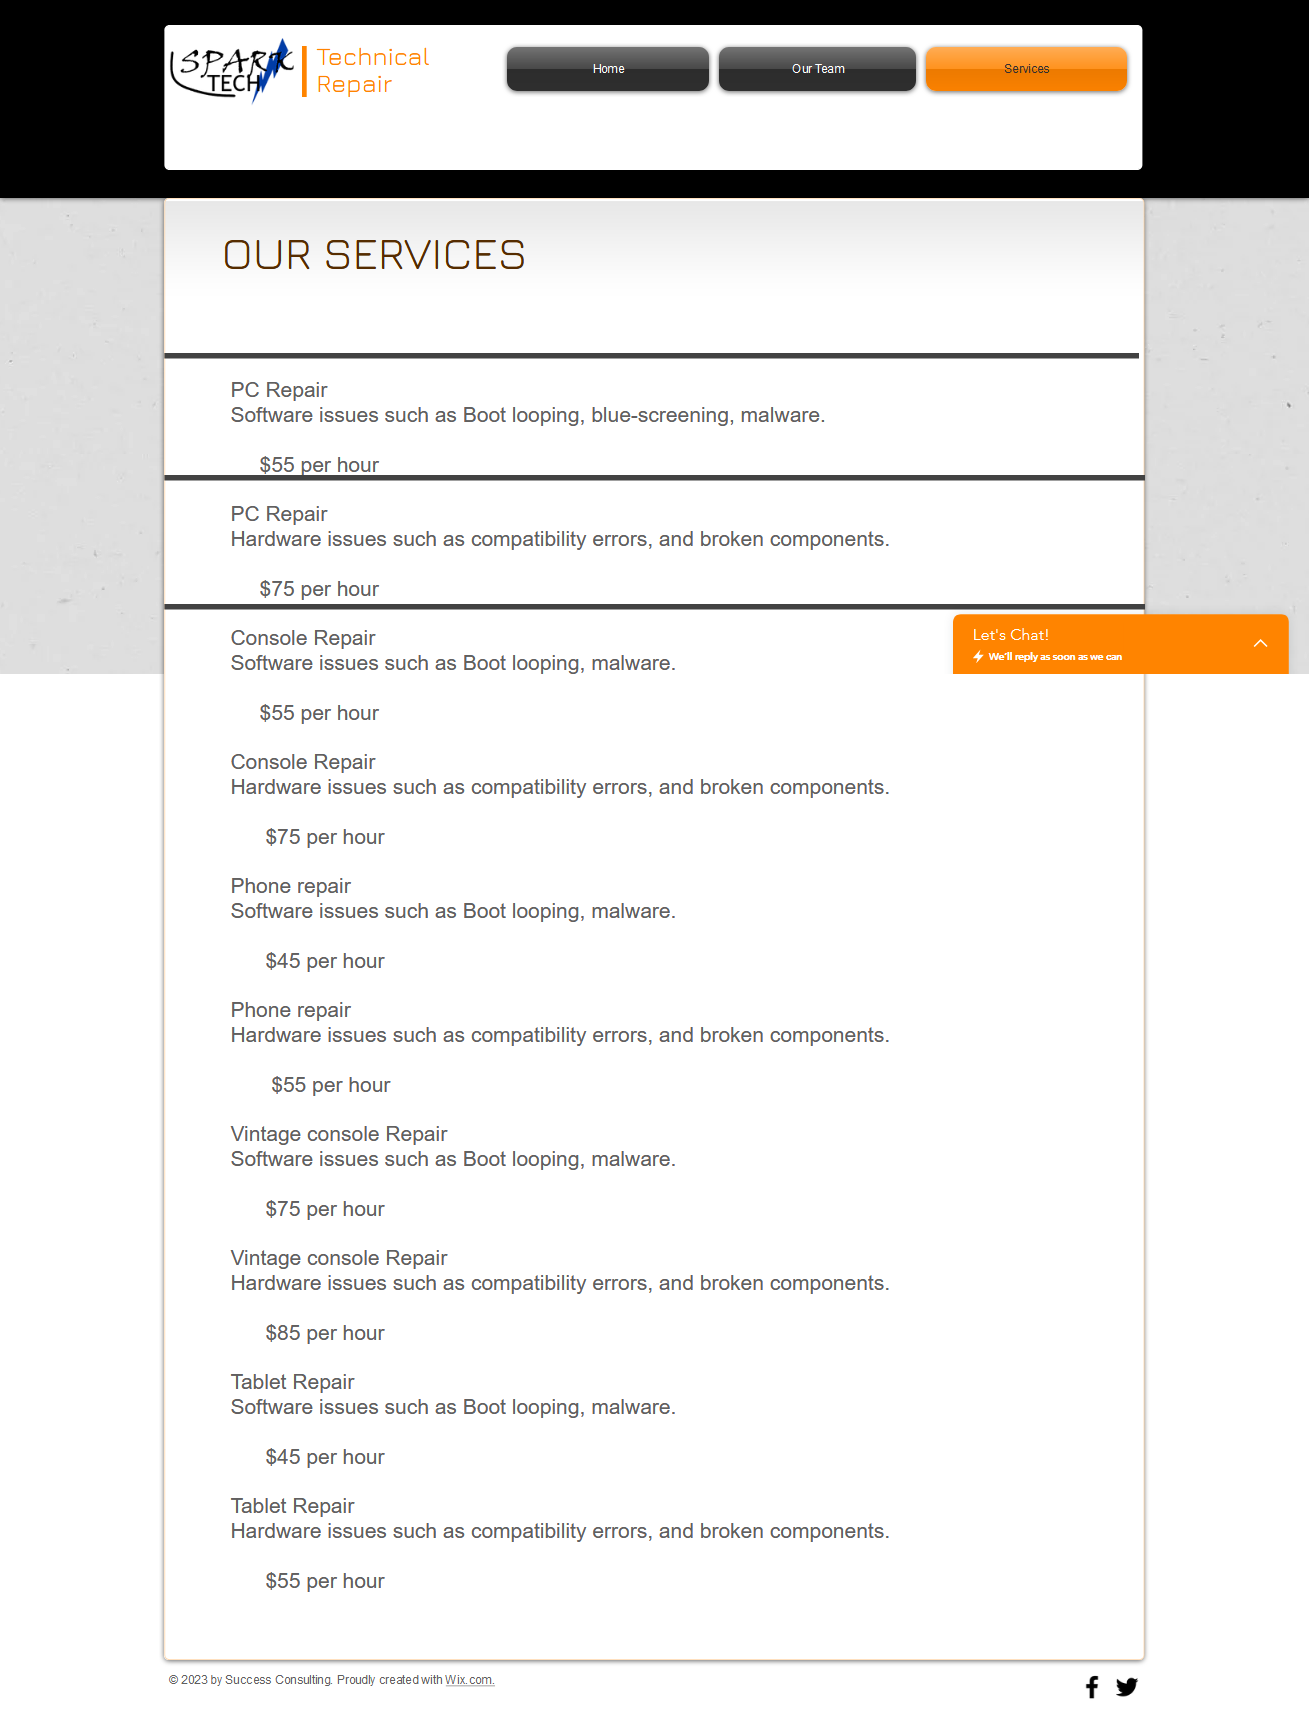 SPARK
TECH
Technical
Repair
Home
Our Team
Services
OUR SERVICES
PC Repair
Software issues such as Boot looping, blue-screening, malware.
$55 per hour
PC Repair
Hardware issues such as compatibility errors, and broken components.
$75 per hour
Console Repair
Software issues such as Boot looping, malware.
$55 per hour
Let's Chat!
We'll reply as soon as we can
Console Repair
Hardware issues such as compatibility errors, and broken components.
$75 per hour
Phone repair
Software issues such as Boot looping, malware.
$45 per hour
Phone repair
Hardware issues such as compatibility errors, and broken components.
$55 per hour
Vintage console Repair
Software issues such as Boot looping, malware.
$75 per hour
Vintage console Repair
Hardware issues such as compatibility errors, and broken components.
$85 per hour
Tablet Repair
Software issues such as Boot looping, malware.
$45 per hour
Tablet Repair
Hardware issues such as compatibility errors, and broken components.
$55 per hour
© 2023 by Success Consulting. Proudly created with Wix.com.